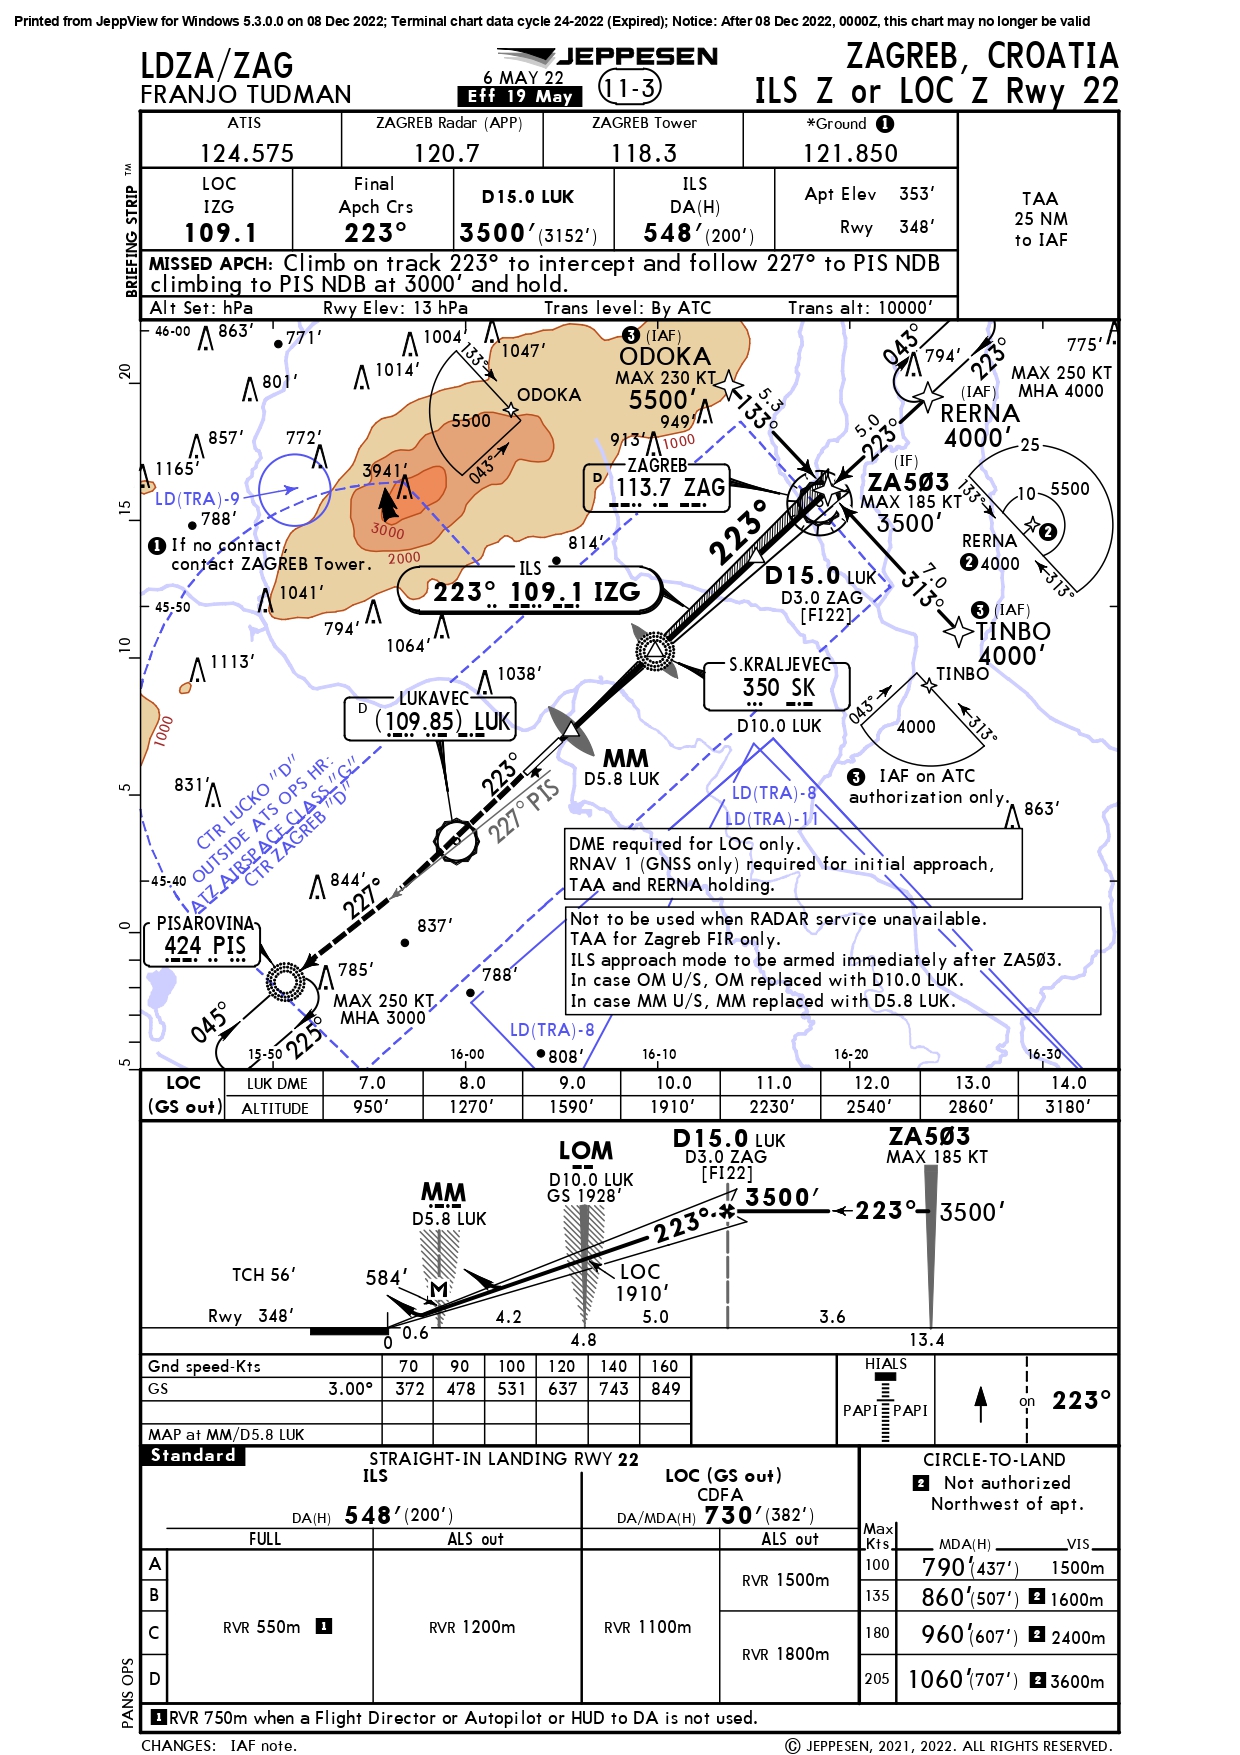 Printed from JeppView for Windows 5.3.0.0 on 08 Dec 2022; Terminal chart data cycle 24-2022 (Expired); Notice: After 08 Dec 2022, 0000Z, this chart may no longer be valid
LDZA/ZAG
FRANJO TUDMAN
JEPPESEN
6 MAY 22
Eff 19 May
11-3
ZAGREB, CROATIA
ILS Z or LOC Z Rwy 22
BRIEFING STRIP ™
ATIS
124.575
ZAGREB Radar (APP)
120.7
ZAGREB Tower
118.3
*Ground 1
121.850
LOC
IZG
109.1
Final
Apch Crs
223°
D15.0 LUK
3500'(3152')
ILS
DA(H)
548'(200')
Apt Elev 353'
Rwy 348'
TAA
25 NM
to IAF
MISSED APCH: Climb on track 223° to intercept and follow 227° to PIS NDB
climbing to PIS NDB at 3000' and hold.
Alt Set: hPa Rwy Elev: 13 hPa Trans level: By ATC Trans alt: 10000'
46-00
863'
771'
1004'
1047'
1014'
801'
857'
772'
1165'
3941'
LD(TRA)-9
788'
1 If no contact,
contact ZAGREB Tower.
1041'
794'
1064'
1113'
1038'
831'
844'
837'
785'
788'
808'
814'
913'
949'
1000
2000
3000
1000
133°
ODOKA
5500
043°
3 (IAF)
ODOKA
MAX 230 KT
5500'
5.3
133°
043°
794'
223°
775'
MAX 250 KT
MHA 4000
(IAF)
RERNA
4000'
5.0
223°
(IF)
ZA5Ø3
MAX 185 KT
3500'
25
10
5500
133°
RERNA
2
2 4000
313°
D
ZAGREB
113.7 ZAG
223°
ILS
223° 109.1 IZG
D15.0 LUK
D3.0 ZAG
[FI22]
7.0
313°
3 (IAF)
TINBO
4000'
TINBO
043°
4000
313°
S.KRALJEVEC
350 SK
D10.0 LUK
LUKAVEC
D (109.85) LUK
MM
D5.8 LUK
223°
227° PIS
227°
3 IAF on ATC
authorization only.
863'
LD(TRA)-8
LD(TRA)-11
CTR LUCKO "D"
OUTSIDE ATS OPS HR:
ATZ AIRSPACE CLASS "G"
CTR ZAGREB "D"
DME required for LOC only.
RNAV 1 (GNSS only) required for initial approach,
TAA and RERNA holding.
Not to be used when RADAR service unavailable.
TAA for Zagreb FIR only.
ILS approach mode to be armed immediately after ZA5Ø3.
In case OM U/S, OM replaced with D10.0 LUK.
In case MM U/S, MM replaced with D5.8 LUK.
PISAROVINA
424 PIS
MAX 250 KT
MHA 3000
045°
225°
LD(TRA)-8
20
15
10
5
0
5
45-50
45-40
15-50
16-00
16-10
16-20
16-30
LOC
(GS out)
LUK DME 7.0 8.0 9.0 10.0 11.0 12.0 13.0 14.0
ALTITUDE 950' 1270' 1590' 1910' 2230' 2540' 2860' 3180'
MM
D5.8 LUK
LOM
D10.0 LUK
GS 1928'
D15.0 LUK
D3.0 ZAG
[FI22]
ZA5Ø3
MAX 185 KT
3500'
223°
223°
3500'
TCH 56'
584'
M
LOC
1910'
Rwy 348'
0
0.6
4.2
4.8
5.0
3.6
13.4
Gnd speed-Kts 70 90 100 120 140 160
GS 3.00° 372 478 531 637 743 849
MAP at MM/D5.8 LUK
HIALS
PAPI PAPI
on 223°
Standard
STRAIGHT-IN LANDING RWY 22
ILS
DA(H) 548'(200')
FULL
ALS out
LOC (GS out)
CDFA
DA/MDA(H) 730'(382')
ALS out
A
B
C
D
RVR 550m 1
RVR 1200m
RVR 1100m
RVR 1500m
RVR 1800m
CIRCLE-TO-LAND
2 Not authorized
Northwest of apt.
Max
Kts MDA(H) VIS
100 790'(437') 1500m
135 860'(507') 2 1600m
180 960'(607') 2 2400m
205 1060'(707') 2 3600m
PANS OPS
1 RVR 750m when a Flight Director or Autopilot or HUD to DA is not used.
CHANGES: IAF note.
© JEPPESEN, 2021, 2022. ALL RIGHTS RESERVED.